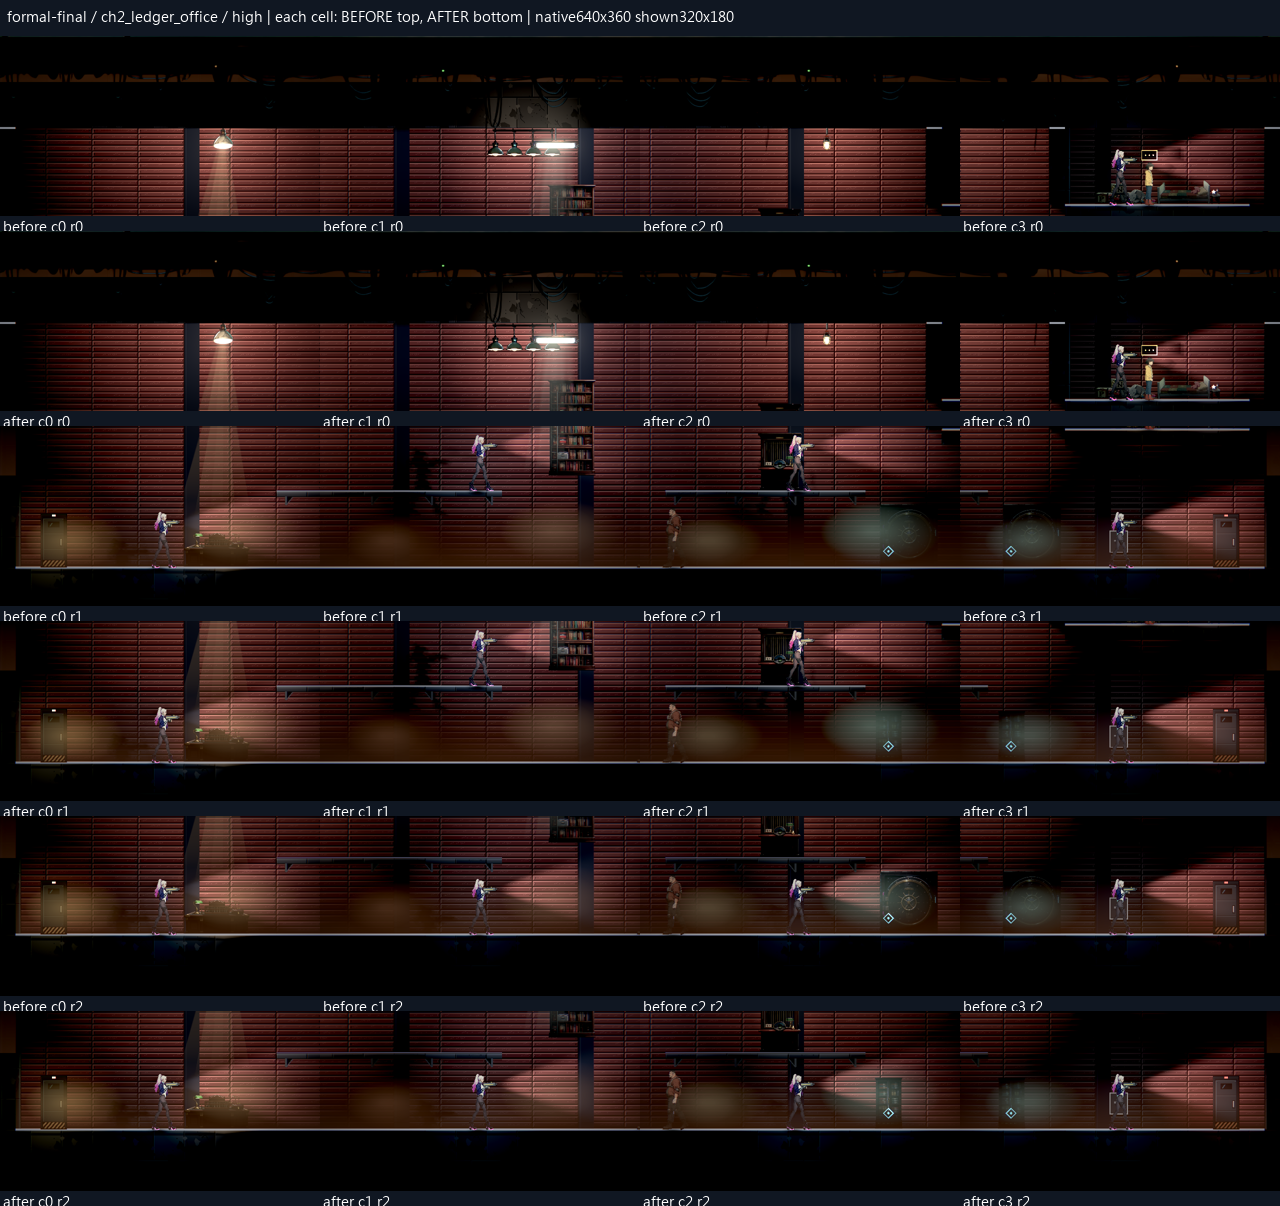 formal-final / ch2_ledger_office / high | each cell: BEFORE top, AFTER bottom | native640x360 shown320x180
before c0 r0
before c1 r0
before c2 r0
before c3 r0
after c0 r0
after c1 r0
after c2 r0
after c3 r0
before c0 r1
before c1 r1
before c2 r1
before c3 r1
after c0 r1
after c1 r1
after c2 r1
after c3 r1
before c0 r2
before c1 r2
before c2 r2
before c3 r2
after c0 r2
after c1 r2
after c2 r2
after c3 r2